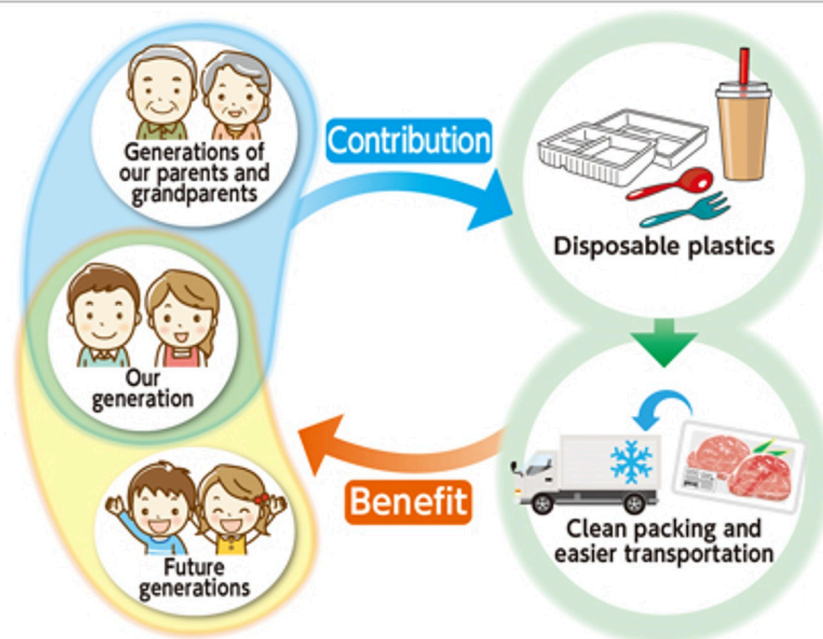 Generations of
our parents and
grandparents
Contribution
Disposable plastics
Our
generation
Benefit
Clean packing and
easier transportation
Future
generations